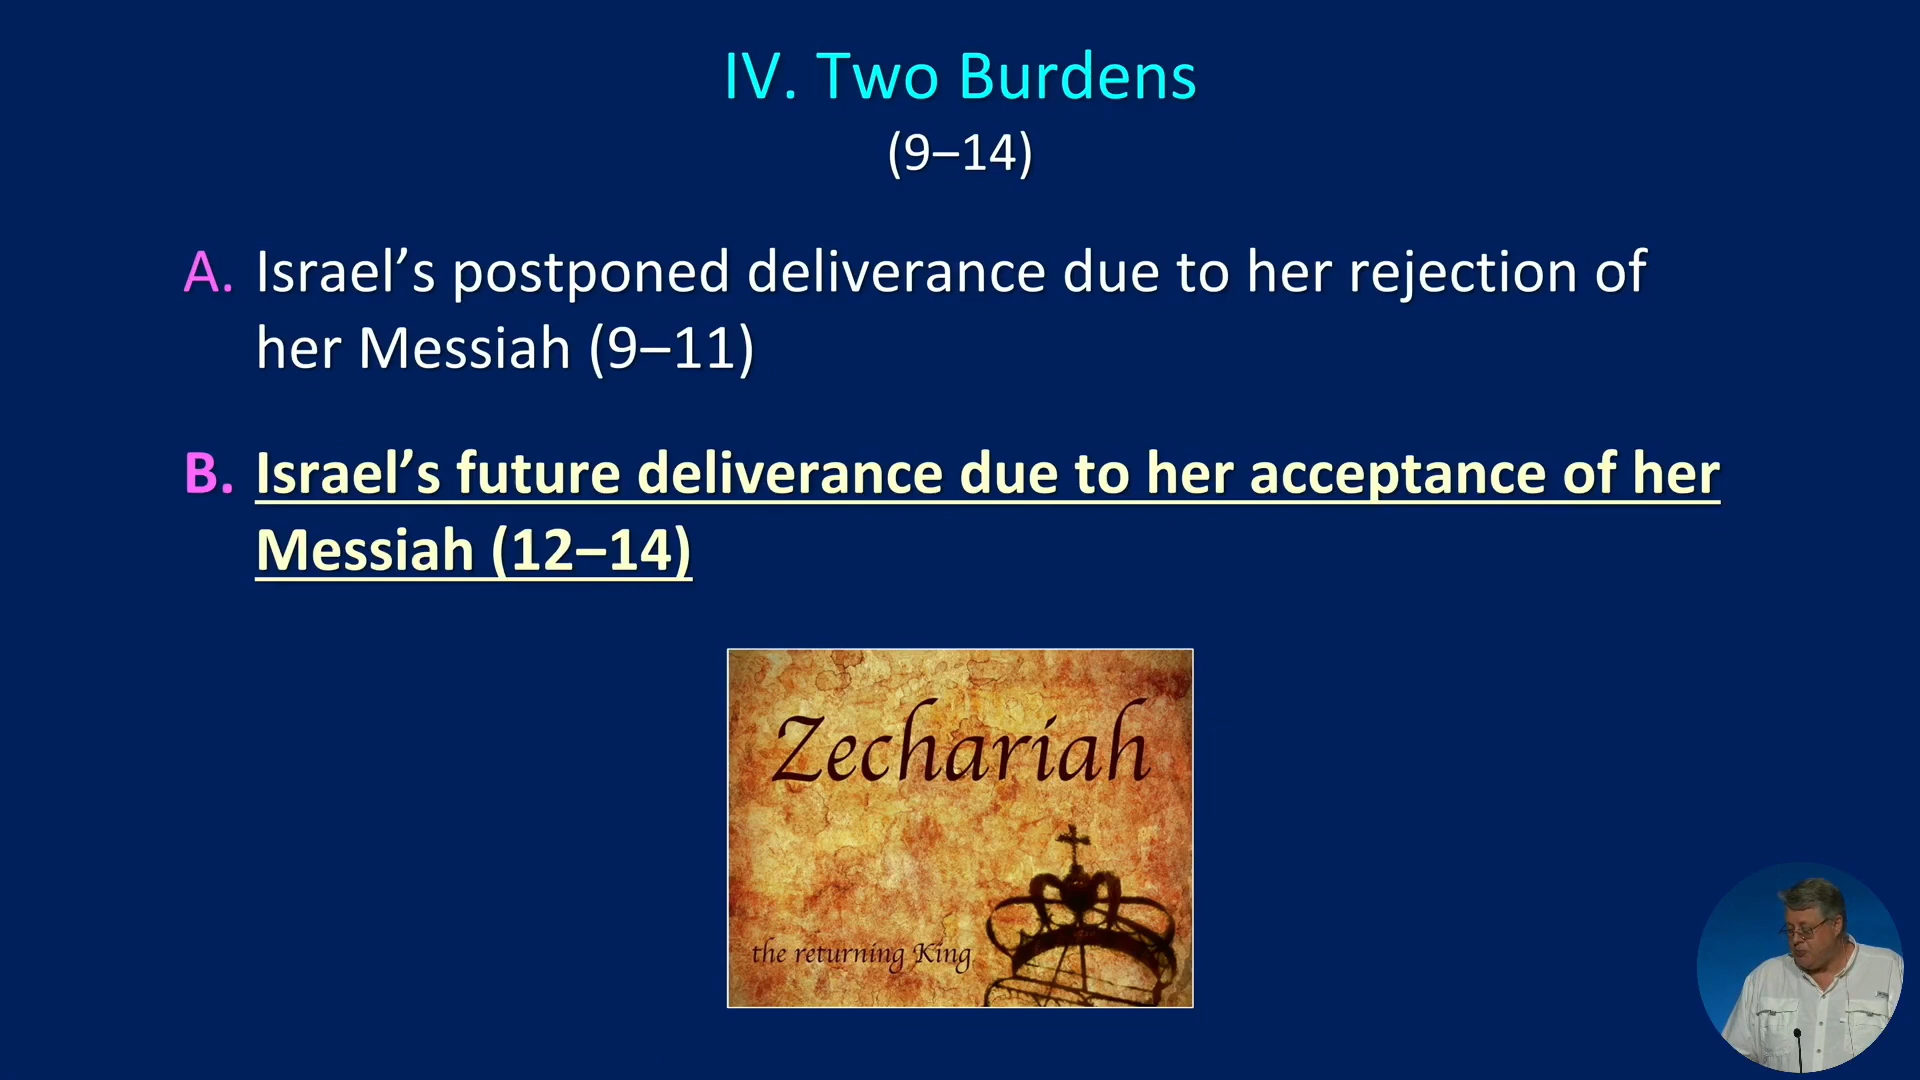 IV. Two Burdens
(9–14)
A. Israel’s postponed deliverance due to her rejection of
her Messiah (9–11)
B. Israel’s future deliverance due to her acceptance of her
Messiah (12–14)
Zechariah
the returning King